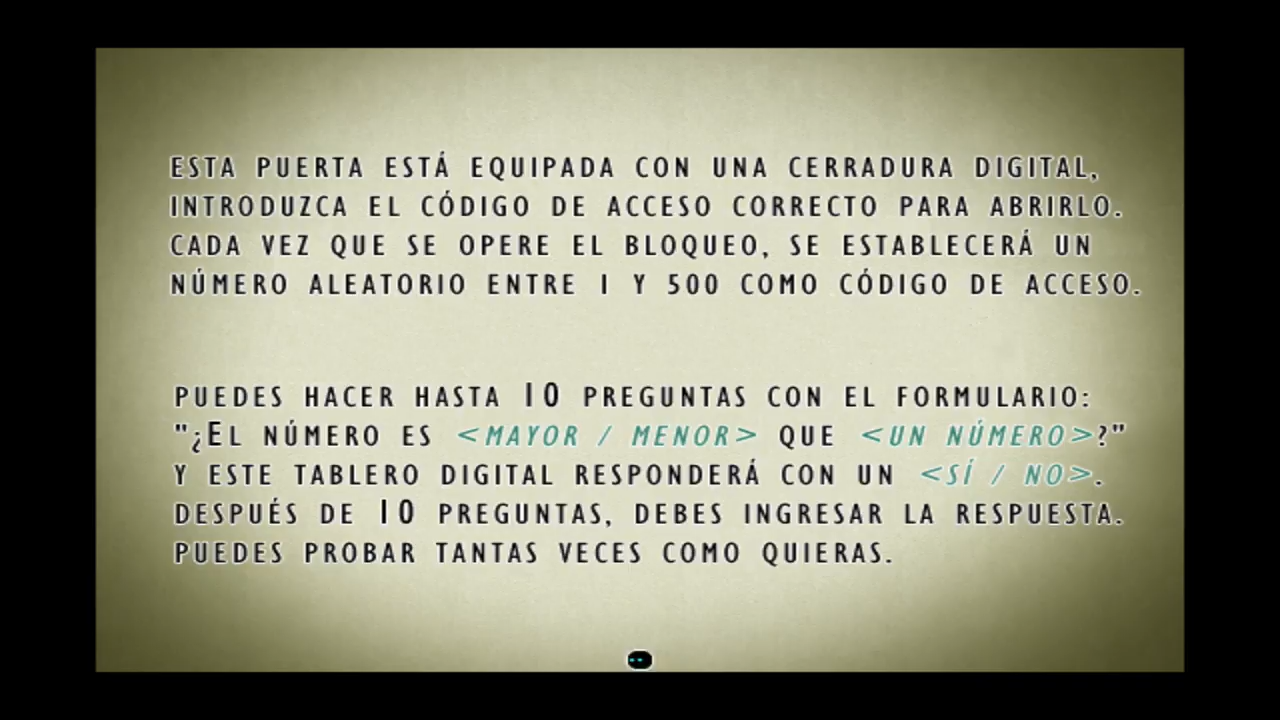 ESTA PUERTA ESTÁ EQUIPADA CON UNA CERRADURA DIGITAL,
INTRODUZCA EL CÓDIGO DE ACCESO CORRECTO PARA ABRIRLO.
CADA VEZ QUE SE OPERE EL BLOQUEO, SE ESTABLECERÁ UN
NÚMERO ALEATORIO ENTRE 1 Y 500 COMO CÓDIGO DE ACCESO.
PUEDES HACER HASTA 10 PREGUNTAS CON EL FORMULARIO:
"¿EL NÚMERO ES <MAYOR / MENOR> QUE <UN NÚMERO>?"
Y ESTE TABLERO DIGITAL RESPONDERÁ CON UN <SÍ / NO>.
DESPUÉS DE 10 PREGUNTAS, DEBES INGRESAR LA RESPUESTA.
PUEDES PROBAR TANTAS VECES COMO QUIERAS.